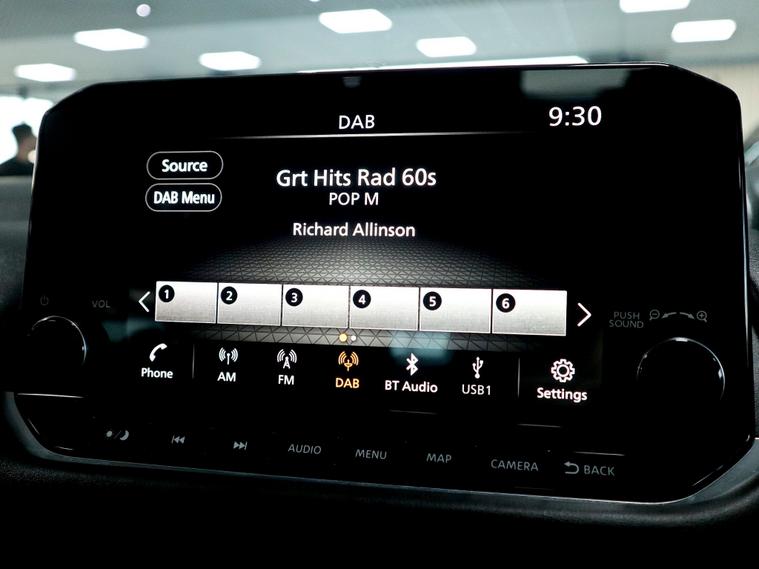 DAB 9:30
Source
Grt Hits Rad 60s
DAB Menu
POP M
Richard Allinson
1 2 3 4 5 6
VOL
PUSH
SOUND
Phone AM FM DAB BT Audio USB1 Settings
AUDIO MENU MAP CAMERA BACK